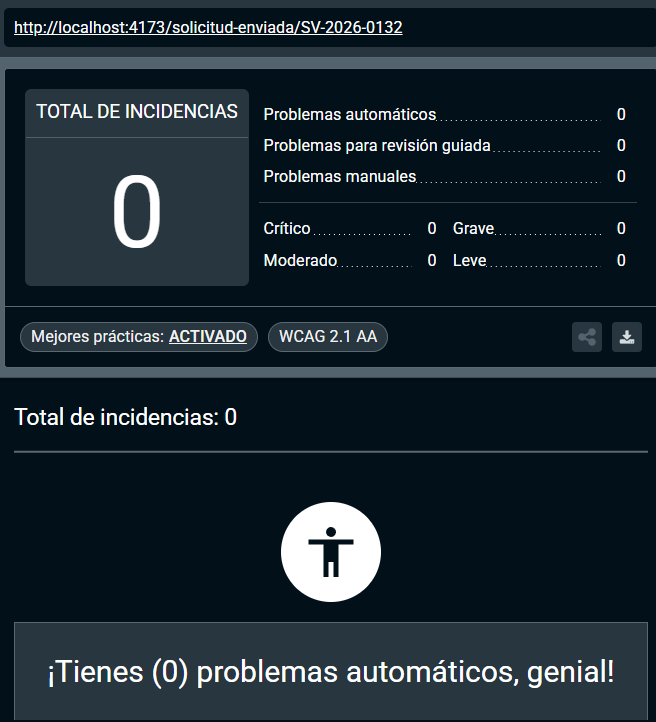 http://localhost:4173/solicitud-enviada/SV-2026-0132
TOTAL DE INCIDENCIAS
0
Problemas automáticos 0
Problemas para revisión guiada 0
Problemas manuales 0
Crítico 0 Grave 0
Moderado 0 Leve 0
Mejores prácticas: ACTIVADO WCAG 2.1 AA
Total de incidencias: 0
¡Tienes (0) problemas automáticos, genial!